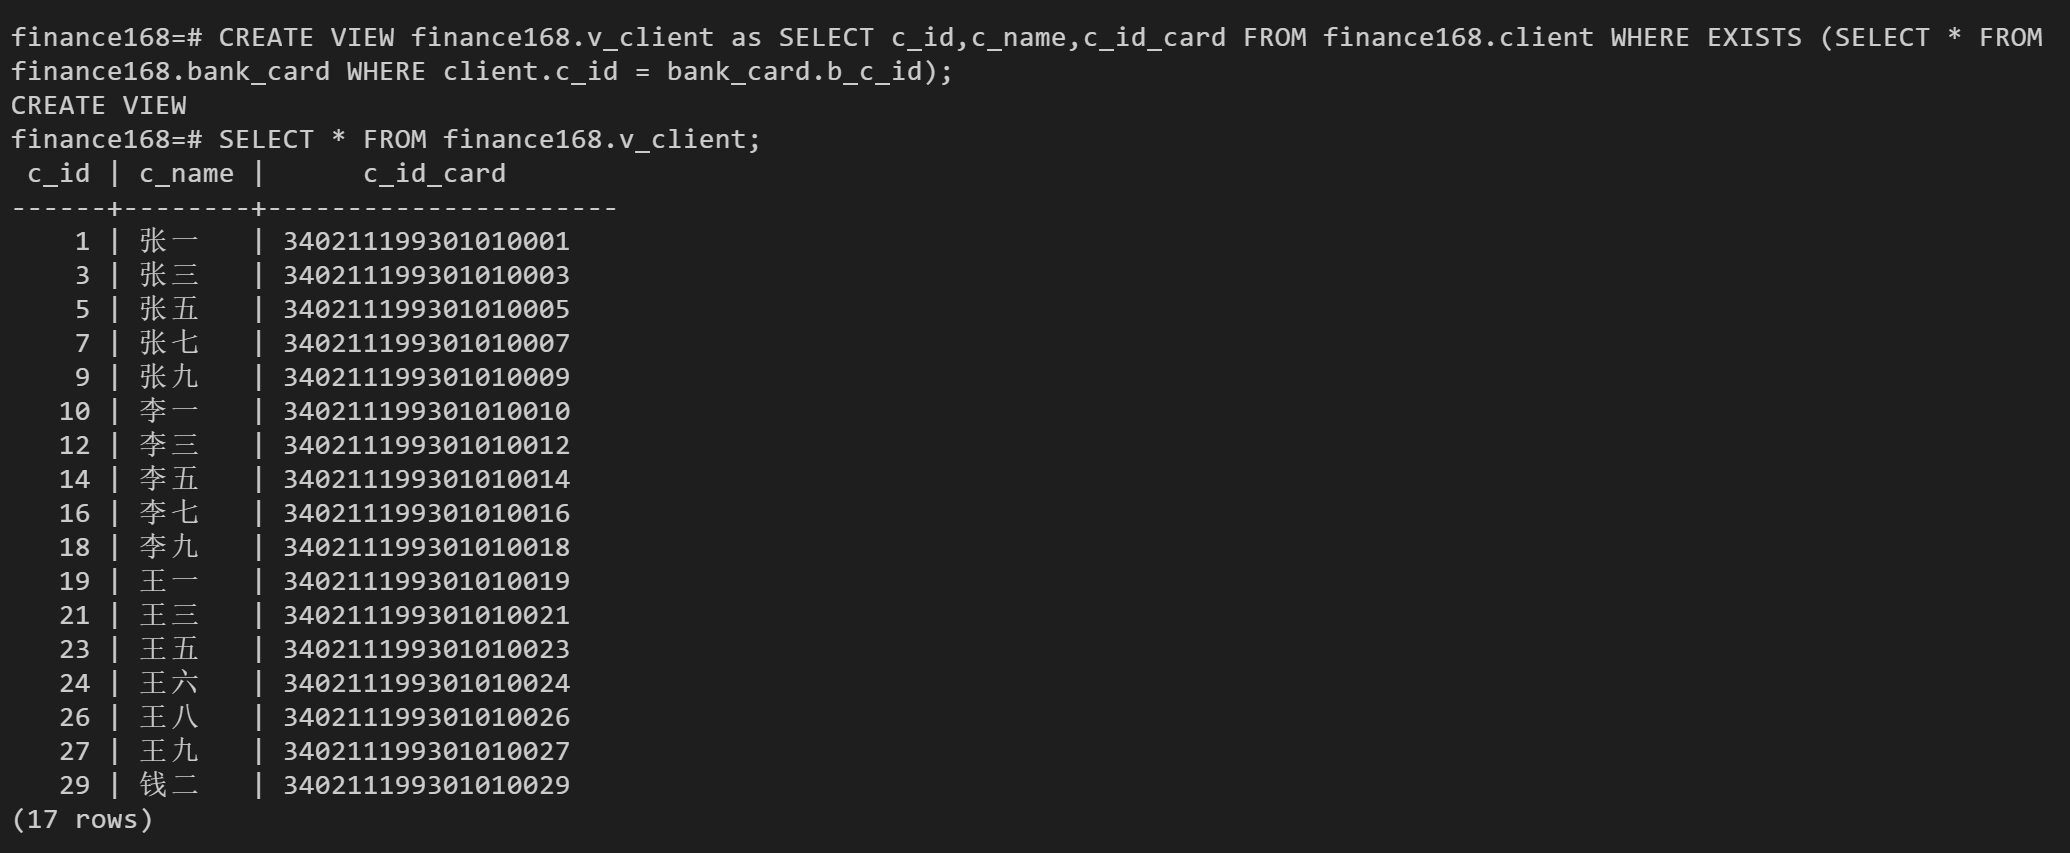 finance168=# CREATE VIEW finance168.v_client as SELECT c_id,c_name,c_id_card FROM finance168.client WHERE EXISTS (SELECT * FROM
finance168.bank_card WHERE client.c_id = bank_card.b_c_id);
CREATE VIEW
finance168=# SELECT * FROM finance168.v_client;
 c_id | c_name |      c_id_card
------+--------+----------------------
    1 | 张一   | 340211199301010001
    3 | 张三   | 340211199301010003
    5 | 张五   | 340211199301010005
    7 | 张七   | 340211199301010007
    9 | 张九   | 340211199301010009
   10 | 李一   | 340211199301010010
   12 | 李三   | 340211199301010012
   14 | 李五   | 340211199301010014
   16 | 李七   | 340211199301010016
   18 | 李九   | 340211199301010018
   19 | 王一   | 340211199301010019
   21 | 王三   | 340211199301010021
   23 | 王五   | 340211199301010023
   24 | 王六   | 340211199301010024
   26 | 王八   | 340211199301010026
   27 | 王九   | 340211199301010027
   29 | 钱二   | 340211199301010029
(17 rows)